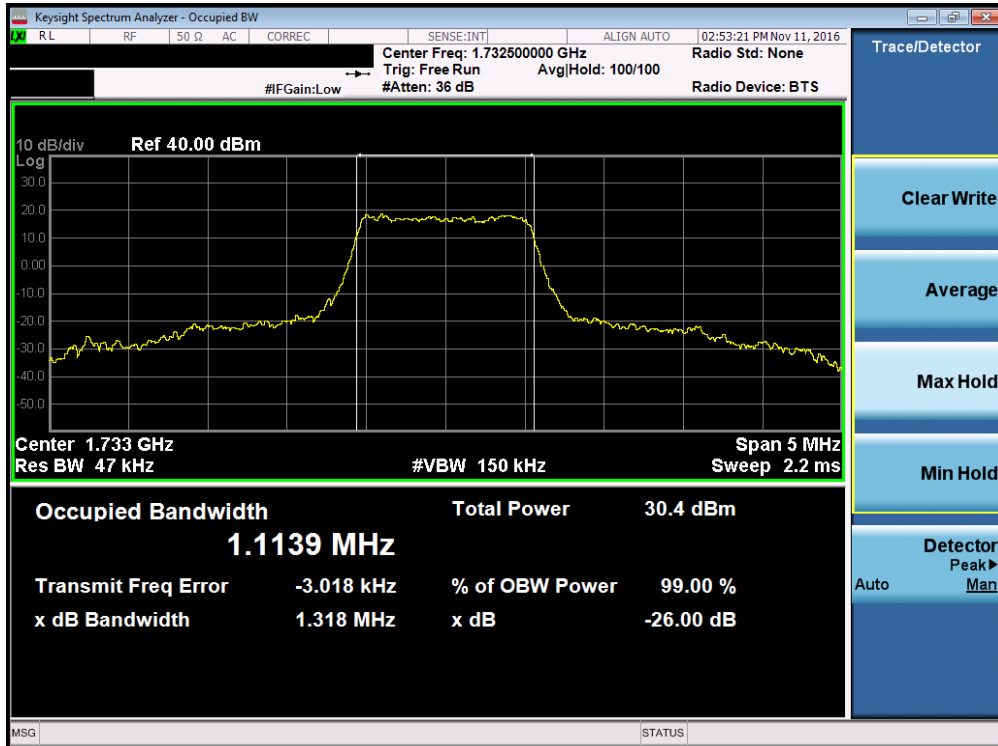 Keysight Spectrum Analyzer - Occupied BW
LXI RL RF 50 Ω AC CORREC SENSE:INT ALIGN AUTO 02:53:21 PM Nov 11, 2016
Center Freq: 1.732500000 GHz Radio Std: None
Trig: Free Run Avg|Hold: 100/100
#IFGain:Low #Atten: 36 dB Radio Device: BTS
Trace/Detector
10 dB/div Ref 40.00 dBm
Log
30.0
20.0
10.0
0.00
-10.0
-20.0
-30.0
-40.0
-50.0
Center 1.733 GHz Span 5 MHz
Res BW 47 kHz #VBW 150 kHz Sweep 2.2 ms
Occupied Bandwidth Total Power 30.4 dBm
1.1139 MHz
Transmit Freq Error -3.018 kHz % of OBW Power 99.00 %
x dB Bandwidth 1.318 MHz x dB -26.00 dB
Clear Write
Average
Max Hold
Min Hold
Detector
Peak▶
Auto Man
MSG STATUS